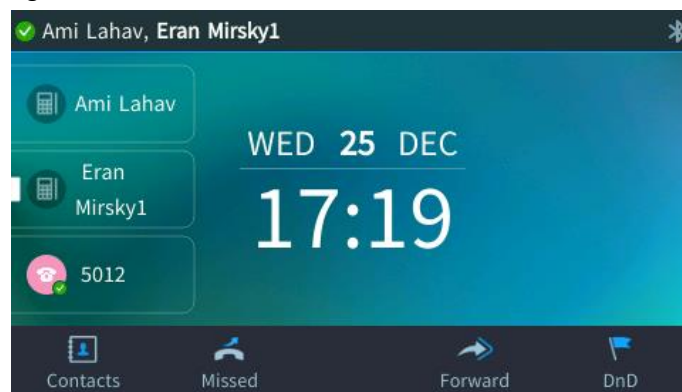 Ami Lahav, Eran Mirsky1
Ami Lahav
Eran
Mirsky1
5012
WED 25 DEC
17:19
Contacts
Missed
Forward
DnD